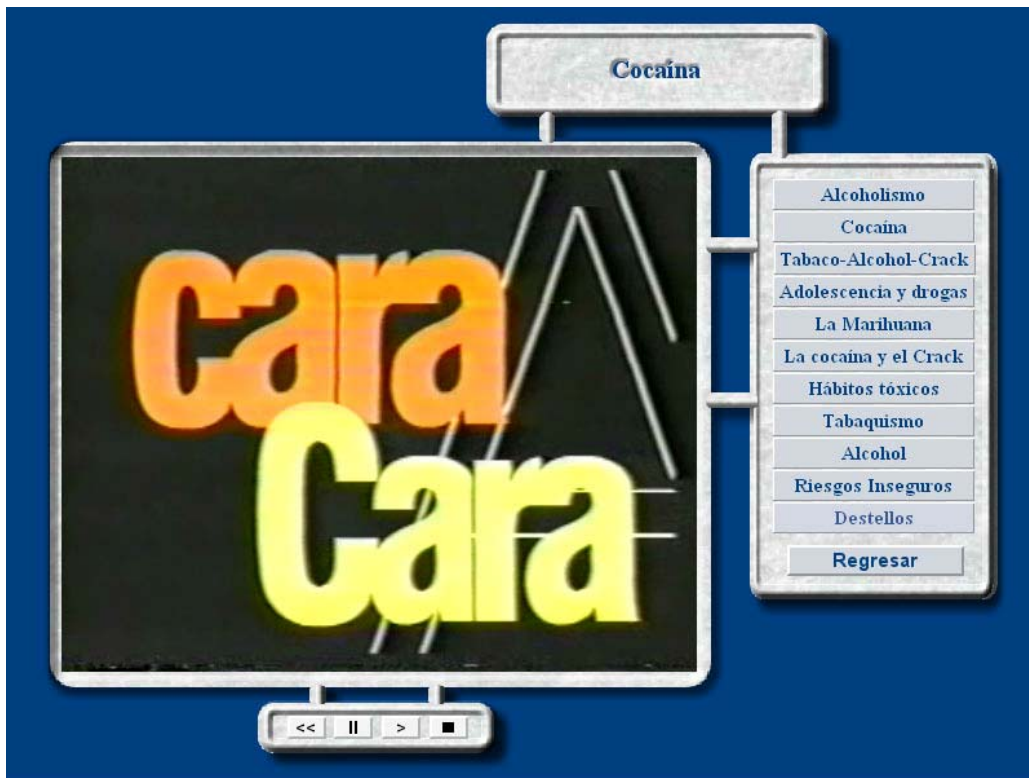 Cocaína
cara
Cara
Alcoholismo
Cocaína
Tabaco-Alcohol-Crack
Adolescencia y drogas
La Marihuana
La cocaína y el Crack
Hábitos tóxicos
Tabaquismo
Alcohol
Riesgos Inseguros
Destellos
Regresar
<< || > ■